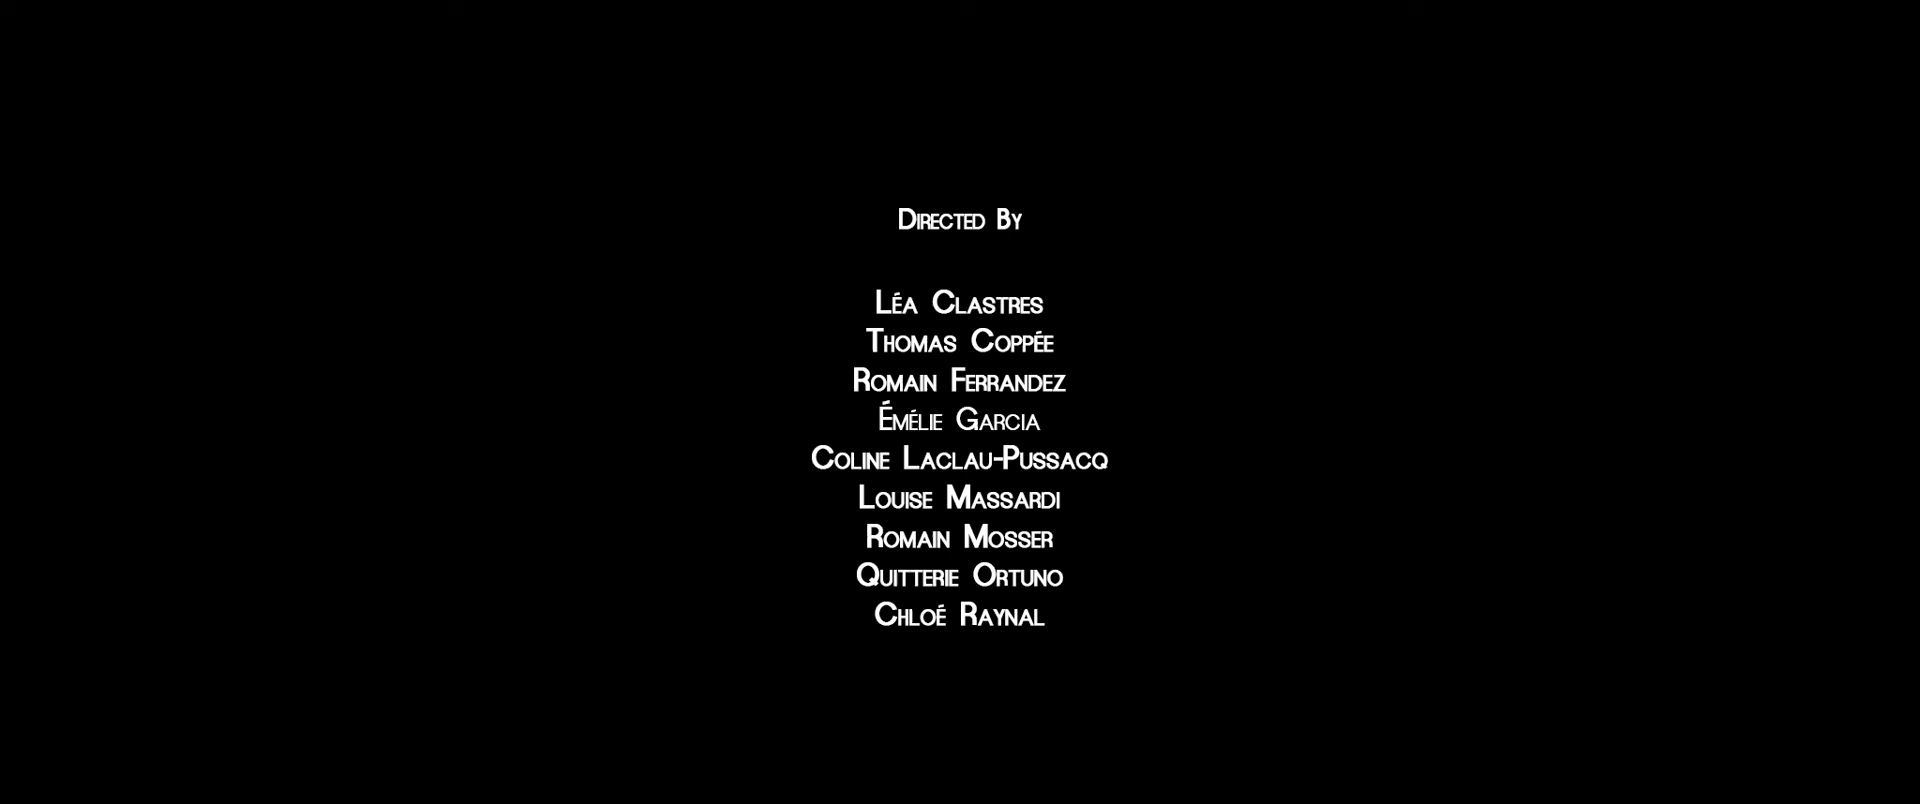 Directed By
Léa Clastres
Thomas Coppée
Romain Ferrandez
Émélie Garcia
Coline Laclau-Pussacq
Louise Massardi
Romain Mosser
Quitterie Ortuno
Chloé Raynal